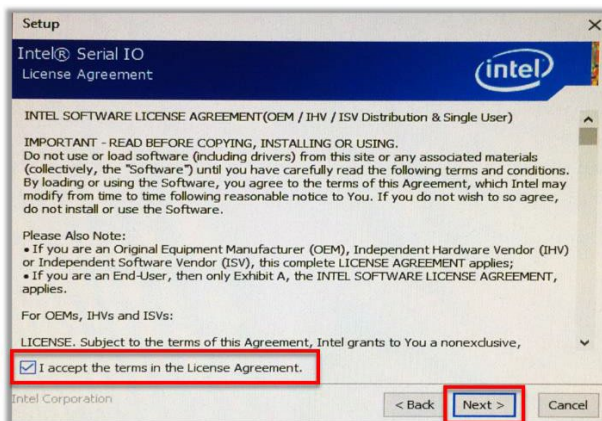 Setup
Intel® Serial IO
License Agreement
intel
INTEL SOFTWARE LICENSE AGREEMENT(OEM / IHV / ISV Distribution & Single User)
IMPORTANT - READ BEFORE COPYING, INSTALLING OR USING.
Do not use or load software (including drivers) from this site or any associated materials
(collectively, the "Software") until you have carefully read the following terms and conditions.
By loading or using the Software, you agree to the terms of this Agreement, which Intel may
modify from time to time following reasonable notice to You. If you do not wish to so agree,
do not install or use the Software.
Please Also Note:
• If you are an Original Equipment Manufacturer (OEM), Independent Hardware Vendor (IHV)
or Independent Software Vendor (ISV), this complete LICENSE AGREEMENT applies;
• If you are an End-User, then only Exhibit A, the INTEL SOFTWARE LICENSE AGREEMENT,
applies.
For OEMs, IHVs and ISVs:
LICENSE. Subject to the terms of this Agreement, Intel grants to You a nonexclusive,
I accept the terms in the License Agreement.
Intel Corporation
< Back Next > Cancel